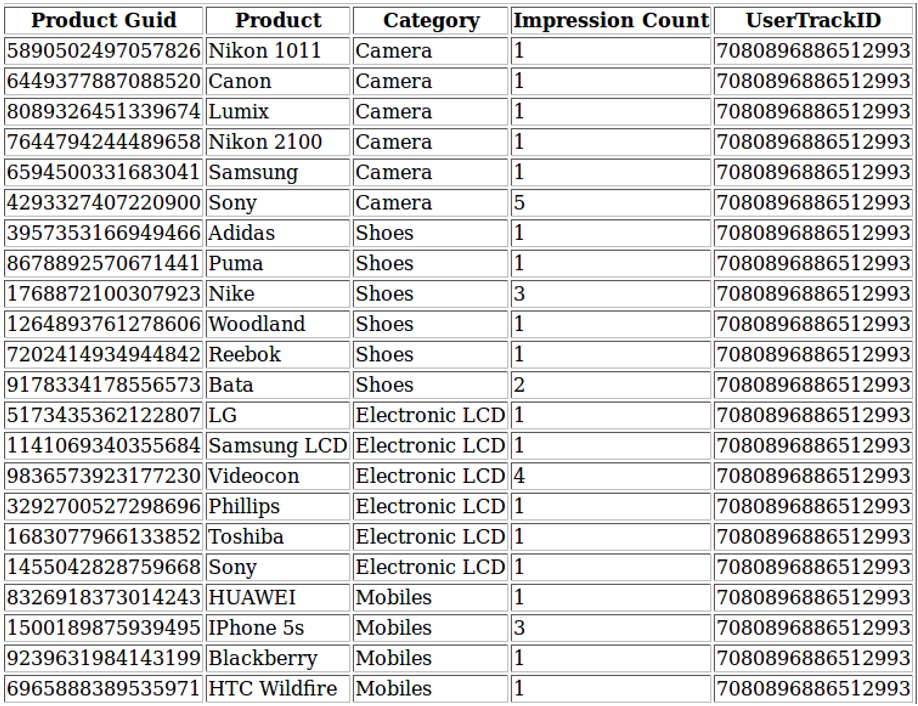 Product Guid Product Category Impression Count UserTrackID
5890502497057826 Nikon 1011 Camera 1 7080896886512993
6449377887088520 Canon Camera 1 7080896886512993
8089326451339674 Lumix Camera 1 7080896886512993
7644794244489658 Nikon 2100 Camera 1 7080896886512993
6594500331683041 Samsung Camera 1 7080896886512993
4293327407220900 Sony Camera 5 7080896886512993
3957353166949466 Adidas Shoes 1 7080896886512993
8678892570671441 Puma Shoes 1 7080896886512993
1768872100307923 Nike Shoes 3 7080896886512993
1264893761278606 Woodland Shoes 1 7080896886512993
7202414934944842 Reebok Shoes 1 7080896886512993
9178334178556573 Bata Shoes 2 7080896886512993
5173435362122807 LG Electronic LCD 1 7080896886512993
1141069340355684 Samsung LCD Electronic LCD 1 7080896886512993
9836573923177230 Videocon Electronic LCD 4 7080896886512993
3292700527298696 Phillips Electronic LCD 1 7080896886512993
1683077966133852 Toshiba Electronic LCD 1 7080896886512993
1455042828759668 Sony Electronic LCD 1 7080896886512993
8326918373014243 HUAWEI Mobiles 1 7080896886512993
1500189875939495 IPhone 5s Mobiles 3 7080896886512993
9239631984143199 Blackberry Mobiles 1 7080896886512993
6965888389535971 HTC Wildfire Mobiles 1 7080896886512993